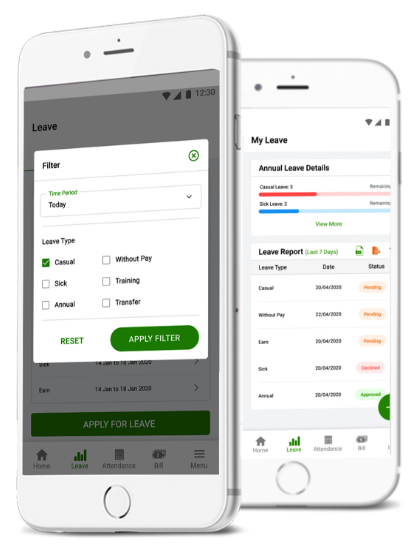 12:30
Leave
Filter
Time Period
Today
Leave Type
Casual
Without Pay
Sick
Training
Annual
Transfer
RESET
APPLY FILTER
Sick
14 Jan to 18 Jan 2020
Earn
14 Jan to 18 Jan 2020
APPLY FOR LEAVE
Home
Leave
Attendance
Bill
Menu
My Leave
Annual Leave Details
Casual Leave: 3
Remaining
Sick Leave: 2
Remaining
View More
Leave Report (Last 7 Days)
Leave Type Date Status
Casual 20/04/2020 Pending
Without Pay 22/04/2020 Pending
Earn 20/04/2020 Pending
Sick 20/04/2020 Declined
Annual 20/04/2020 Approved
Home
Leave
Attendance
Bill